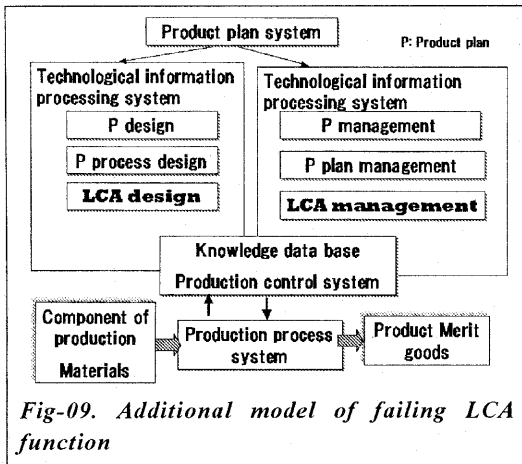 Product plan system
P: Product plan
Technological information
processing system
P design
P process design
LCA design
Technological information
processing system
P management
P plan management
LCA management
Knowledge data base
Production control system
Component of
production
Materials
Production process
system
Product Merit
goods
Fig-09. Additional model of failing LCA
function